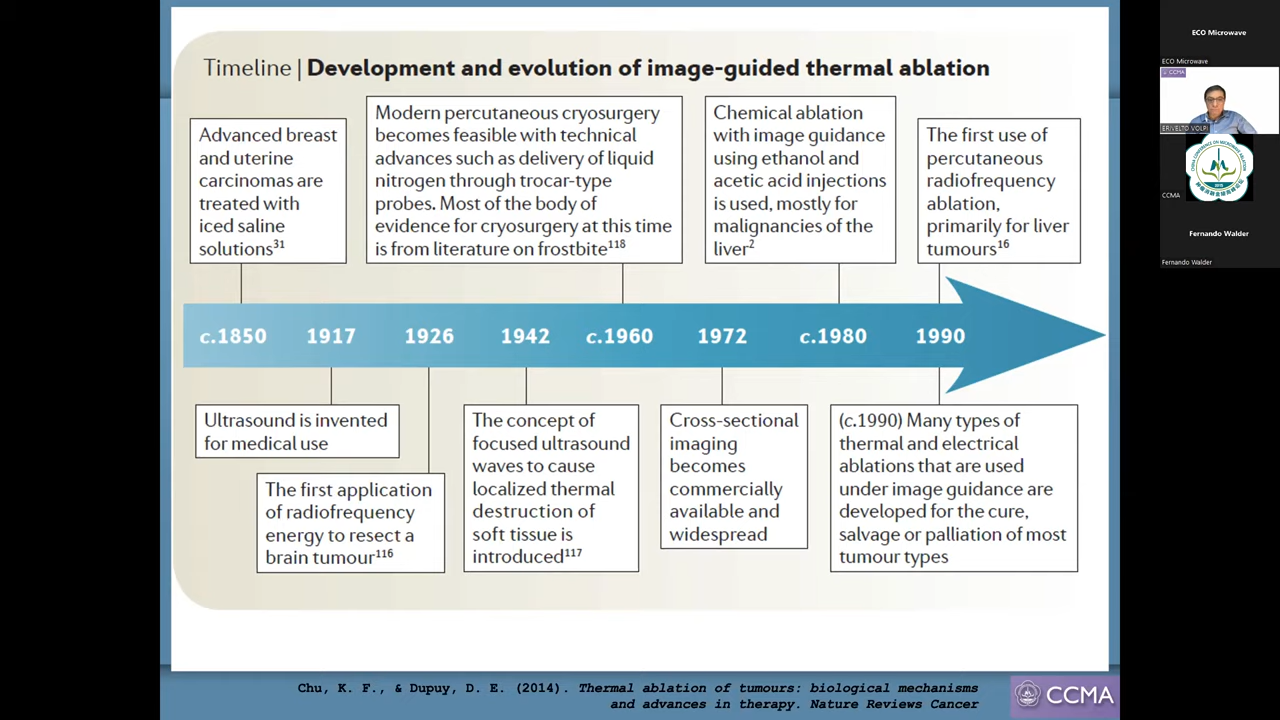 Timeline | Development and evolution of image-guided thermal ablation
Advanced breast
and uterine
carcinomas are
treated with
iced saline
solutions31
Modern percutaneous cryosurgery
becomes feasible with technical
advances such as delivery of liquid
nitrogen through trocar-type
probes. Most of the body of
evidence for cryosurgery at this time
is from literature on frostbite118
Chemical ablation
with image guidance
using ethanol and
acetic acid injections
is used, mostly for
malignancies of the
liver2
The first use of
percutaneous
radiofrequency
ablation,
primarily for liver
tumours16
c.1850 1917 1926 1942 c.1960 1972 c.1980 1990
Ultrasound is invented
for medical use
The first application
of radiofrequency
energy to resect a
brain tumour116
The concept of
focused ultrasound
waves to cause
localized thermal
destruction of
soft tissue is
introduced117
Cross-sectional
imaging
becomes
commercially
available and
widespread
(c.1990) Many types of
thermal and electrical
ablations that are used
under image guidance are
developed for the cure,
salvage or palliation of most
tumour types
Chu, K. F., & Dupuy, D. E. (2014). Thermal ablation of tumours: biological mechanisms
and advances in therapy. Nature Reviews Cancer
CCMA
ECO Microwave
ECO Microwave
CCMA
ERIVELTO VOLPI
CCMA
Fernando Walder
Fernando Walder